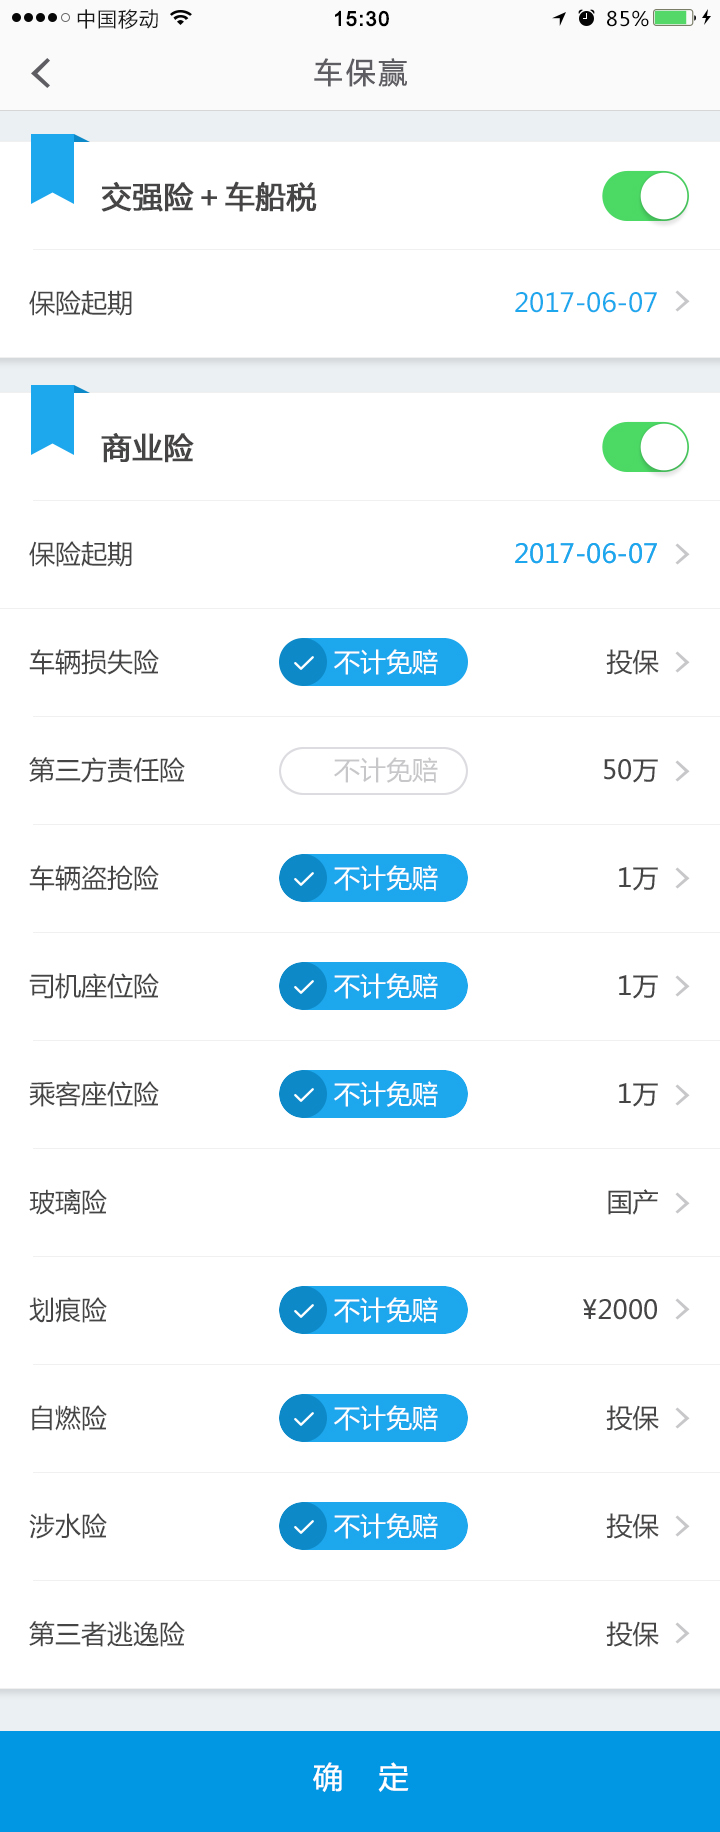 中国移动 15:30 85%
车保赢
交强险 + 车船税
保险起期 2017-06-07
商业险
保险起期 2017-06-07
车辆损失险 不计免赔 投保
第三方责任险 不计免赔 50万
车辆盗抢险 不计免赔 1万
司机座位险 不计免赔 1万
乘客座位险 不计免赔 1万
玻璃险 国产
划痕险 不计免赔 ¥2000
自燃险 不计免赔 投保
涉水险 不计免赔 投保
第三者逃逸险 投保
确 定